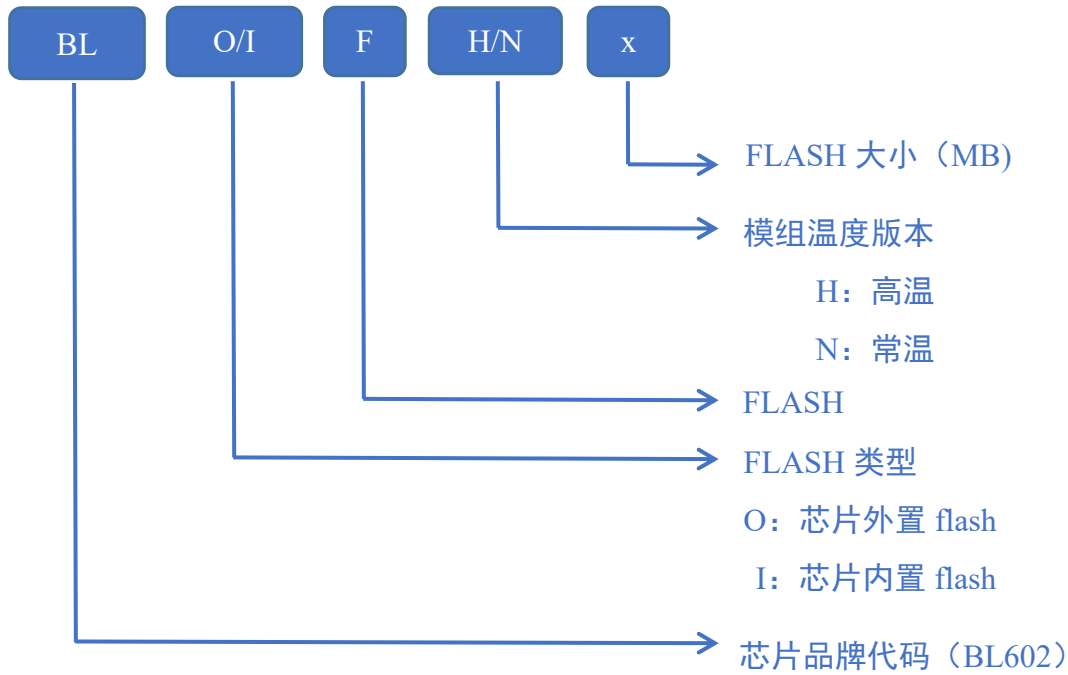 BL O/I F H/N x
FLASH 大小（MB)
模组温度版本
H：高温
N：常温
FLASH
FLASH 类型
O：芯片外置 flash
I：芯片内置 flash
芯片品牌代码（BL602）